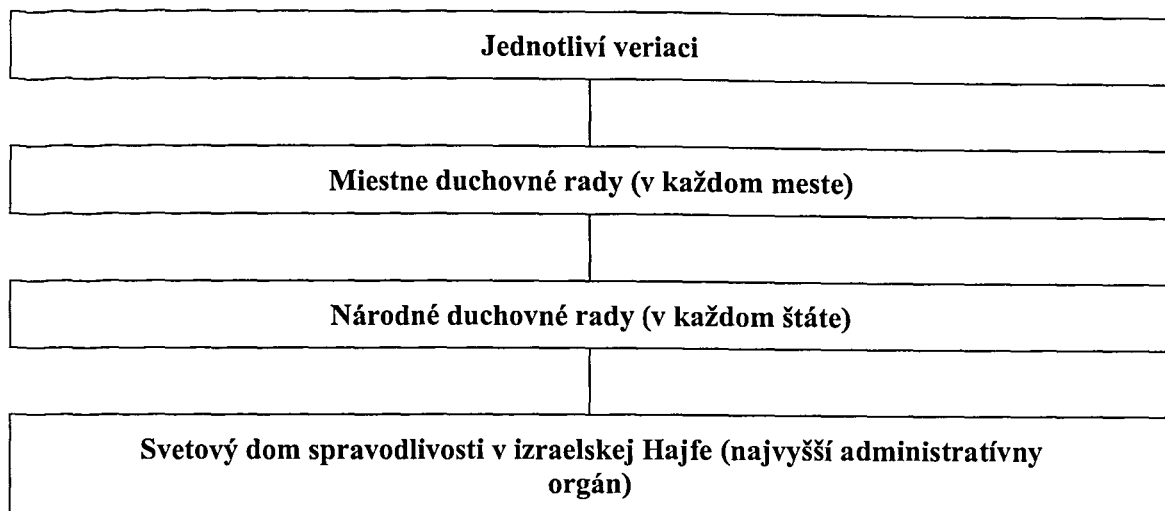 Jednotliví veriaci
Miestne duchovné rady (v každom meste)
Národné duchovné rady (v každom štáte)
Svetový dom spravodlivosti v izraelskej Hajfe (najvyšší administratívny
orgán)